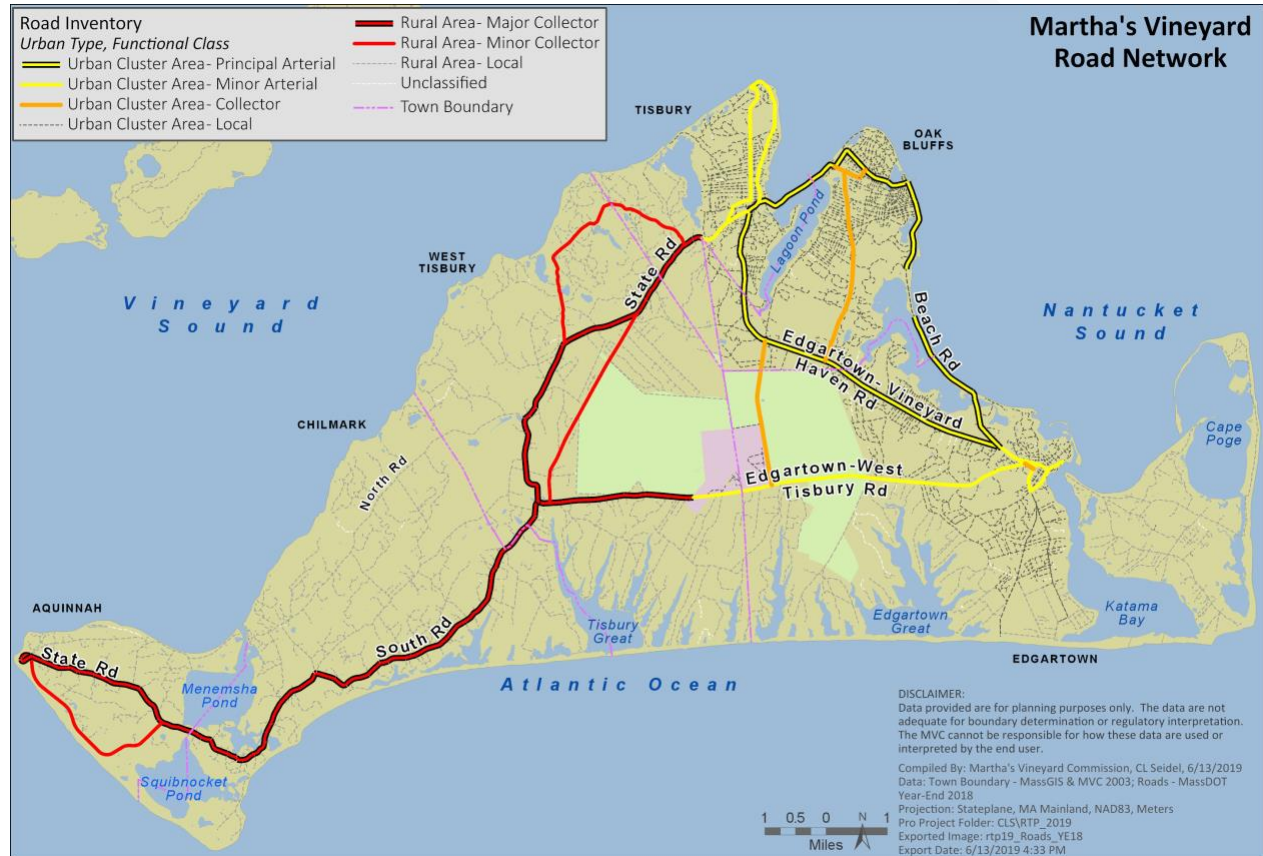 Martha's Vineyard
Road Network
Road Inventory
Urban Type, Functional Class
Urban Cluster Area- Principal Arterial
Urban Cluster Area- Minor Arterial
Urban Cluster Area- Collector
Urban Cluster Area- Local
Rural Area- Major Collector
Rural Area- Minor Collector
Rural Area- Local
Unclassified
Town Boundary
TISBURY
OAK
BLUFFS
Lagoon Pond
WEST
TISBURY
State Rd
Vineyard
Sound
Nantucket
Sound
Beach Rd
Edgartown- Vineyard
Haven Rd
CHILMARK
North Rd
Cape
Poge
Edgartown-West
Tisbury Rd
AQUINNAH
State Rd
South Rd
Tisbury
Great
Edgartown
Great
Katama
Bay
EDGARTOWN
Menemsha
Pond
Squibnocket
Pond
Atlantic Ocean
DISCLAIMER:
Data provided are for planning purposes only. The data are not
adequate for boundary determination or regulatory interpretation.
The MVC cannot be responsible for how these data are used or
interpreted by the end user.
Compiled By: Martha's Vineyard Commission, CL Seidel, 6/13/2019
Data: Town Boundary - MassGIS & MVC 2003; Roads - MassDOT
Year-End 2018
Projection: Stateplane, MA Mainland, NAD83, Meters
Pro Project Folder: CLS\RTP_2019
Exported Image: rtp19_Roads_YE18
Export Date: 6/13/2019 4:33 PM
1 0.5 0 1
Miles
N